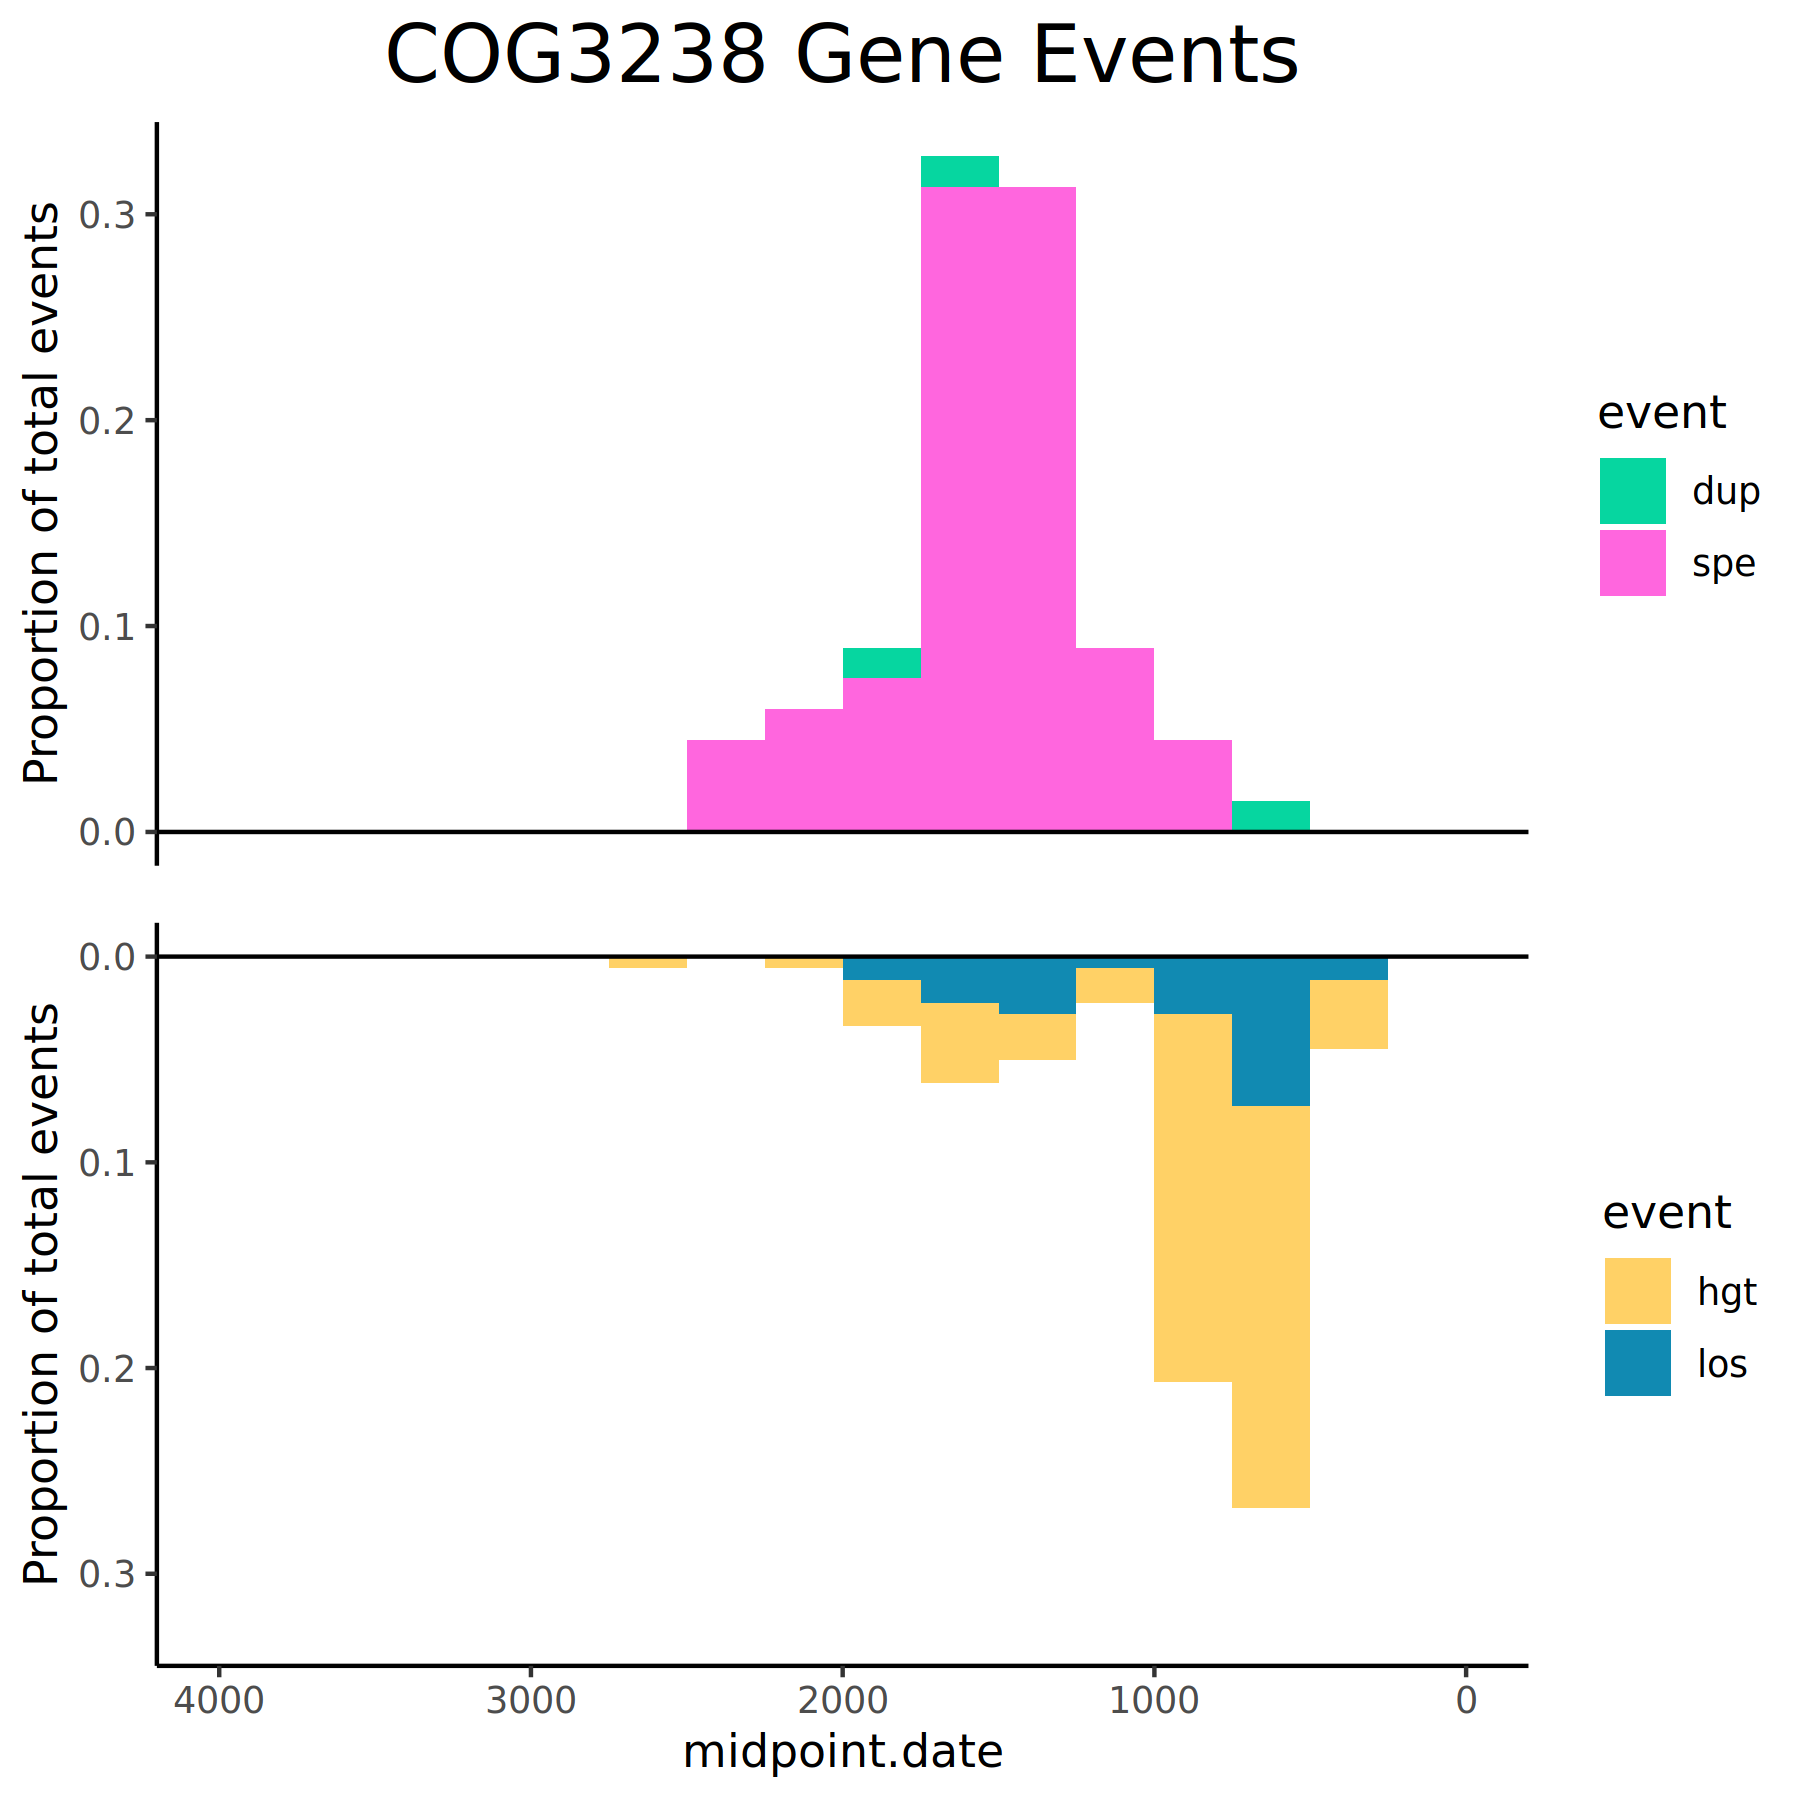 COG3238 Gene Events
Proportion of total events
0.3
0.2
0.1
0.0
event
dup
spe
Proportion of total events
0.0
0.1
0.2
0.3
event
hgt
los
4000 3000 2000 1000 0
midpoint.date